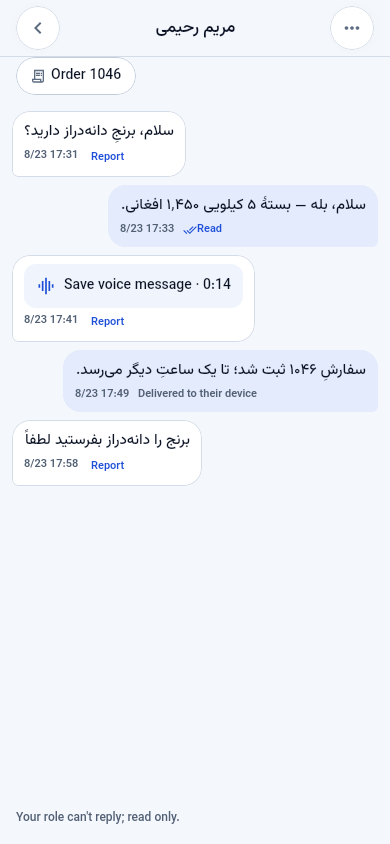 مریم رحیمی
Order 1046
سلام، برنجِ دانه‌دراز دارید؟
8/23 17:31 Report
سلام، بله — بستهٔ ۵ کیلویی ۱,۴۵۰ افغانی.
8/23 17:33 Read
Save voice message · 0:14
8/23 17:41 Report
سفارشِ ۱۰۴۶ ثبت شد؛ تا یک ساعتِ دیگر می‌رسد.
8/23 17:49 Delivered to their device
برنج را دانه‌دراز بفرستید لطفاً
8/23 17:58 Report
Your role can't reply; read only.